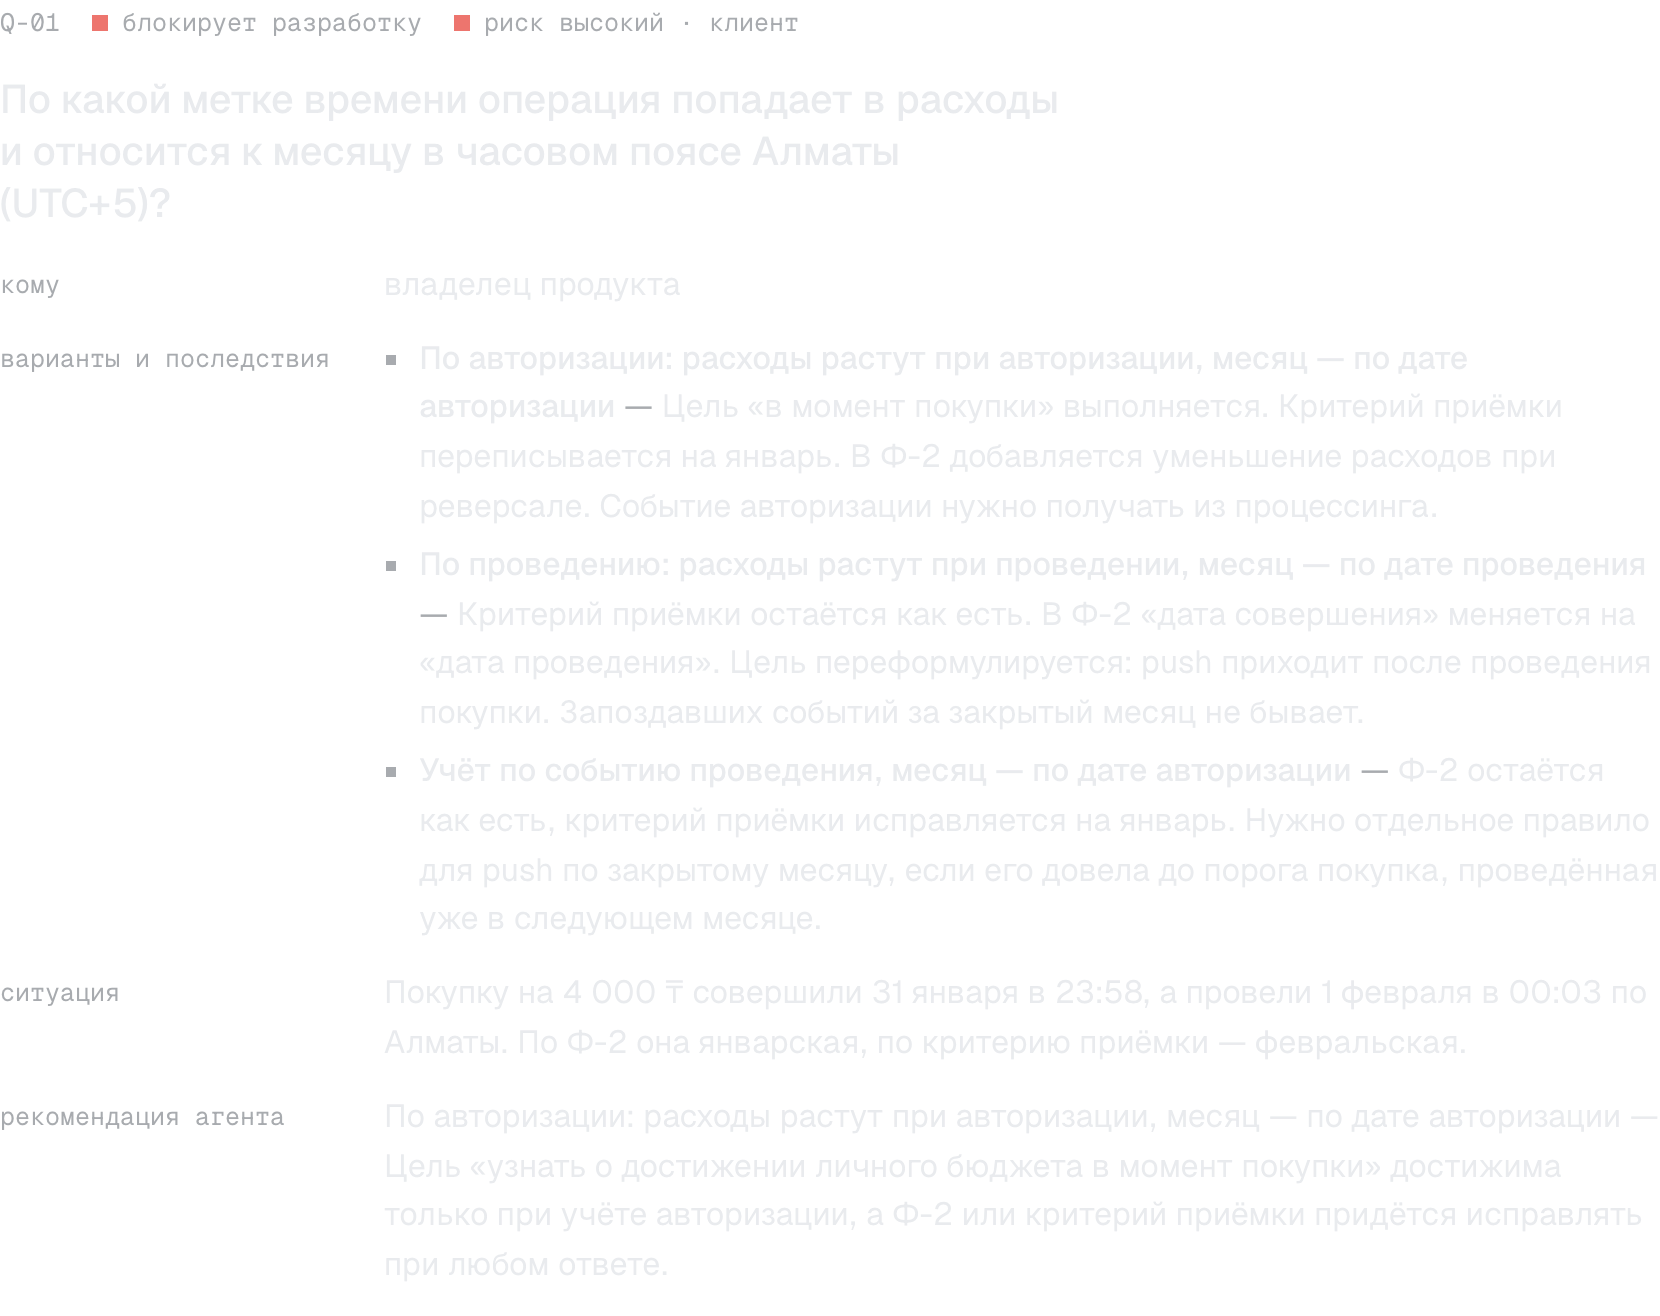 Q-01 блокирует разработку риск высокий · клиент
По какой метке времени операция попадает в расходы
и относится к месяцу в часовом поясе Алматы
(UTC+5)?
кому владелец продукта
варианты и последствия ▪ По авторизации: расходы растут при авторизации, месяц — по дате
авторизации — Цель «в момент покупки» выполняется. Критерий приёмки
переписывается на январь. В Ф-2 добавляется уменьшение расходов при
реверсале. Событие авторизации нужно получать из процессинга.
▪ По проведению: расходы растут при проведении, месяц — по дате проведения
— Критерий приёмки остаётся как есть. В Ф-2 «дата совершения» меняется на
«дата проведения». Цель переформулируется: push приходит после проведения
покупки. Запоздавших событий за закрытый месяц не бывает.
▪ Учёт по событию проведения, месяц — по дате авторизации — Ф-2 остаётся
как есть, критерий приёмки исправляется на январь. Нужно отдельное правило
для push по закрытому месяцу, если его довела до порога покупка, проведённая
уже в следующем месяце.
ситуация Покупку на 4 000 ₸ совершили 31 января в 23:58, а провели 1 февраля в 00:03 по
Алматы. По Ф-2 она январская, по критерию приёмки — февральская.
рекомендация агента По авторизации: расходы растут при авторизации, месяц — по дате авторизации —
Цель «узнать о достижении личного бюджета в момент покупки» достижима
только при учёте авторизации, а Ф-2 или критерий приёмки придётся исправлять
при любом ответе.